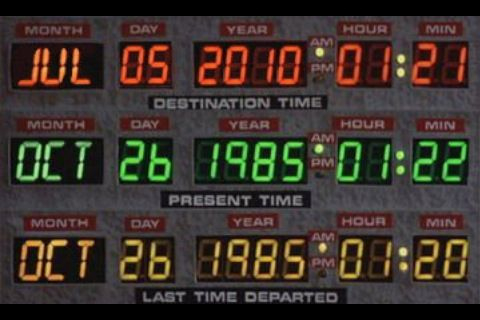 MONTH DAY YEAR HOUR MIN
JUL 05 2010 AM PM 01:21
DESTINATION TIME
MONTH DAY YEAR HOUR MIN
OCT 26 1985 AM PM 01:22
PRESENT TIME
MONTH DAY YEAR HOUR MIN
OCT 26 1985 AM PM 01:20
LAST TIME DEPARTED